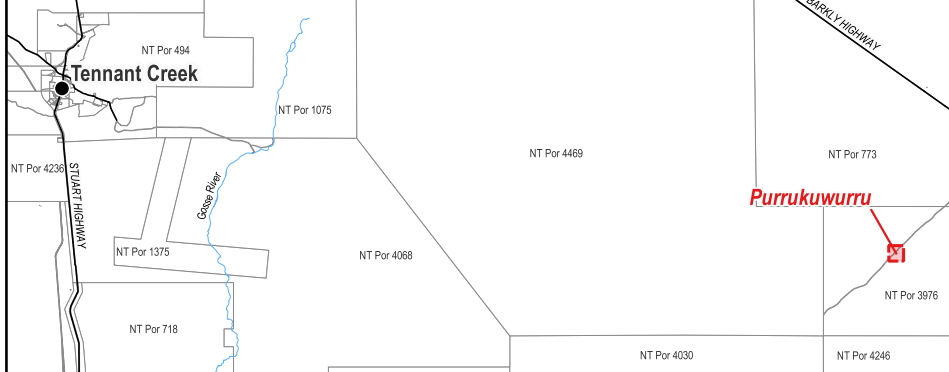 BARKLY HIGHWAY
NT Por 494
Tennant Creek
NT Por 1075
NT Por 4469
NT Por 773
NT Por 4236
STUART HIGHWAY
Gosse River
Purrukuwurru
NT Por 1375
NT Por 4068
NT Por 3976
NT Por 718
NT Por 4030
NT Por 4246